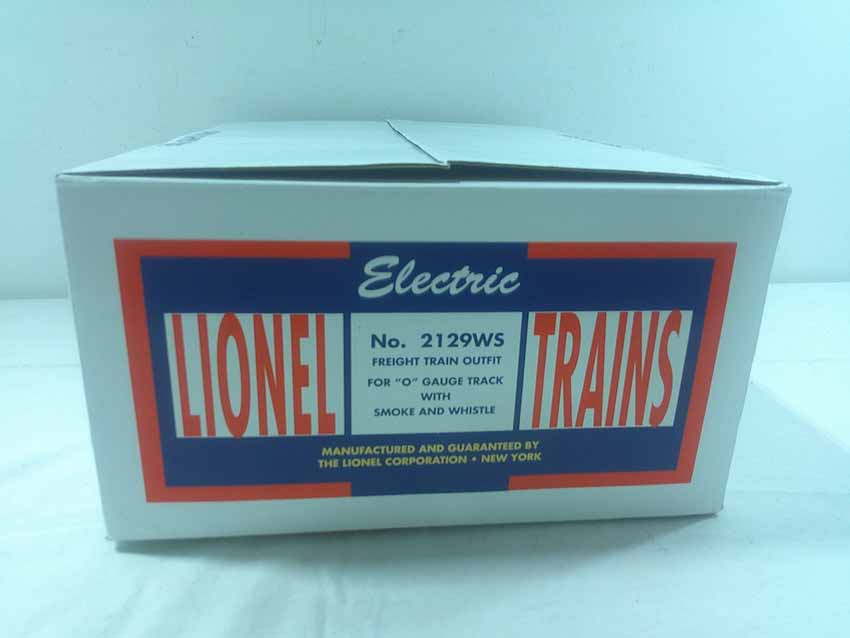 Electric
LIONEL
No. 2129WS
FREIGHT TRAIN OUTFIT
FOR "O" GAUGE TRACK
WITH
SMOKE AND WHISTLE
TRAINS
MANUFACTURED AND GUARANTEED BY
THE LIONEL CORPORATION • NEW YORK